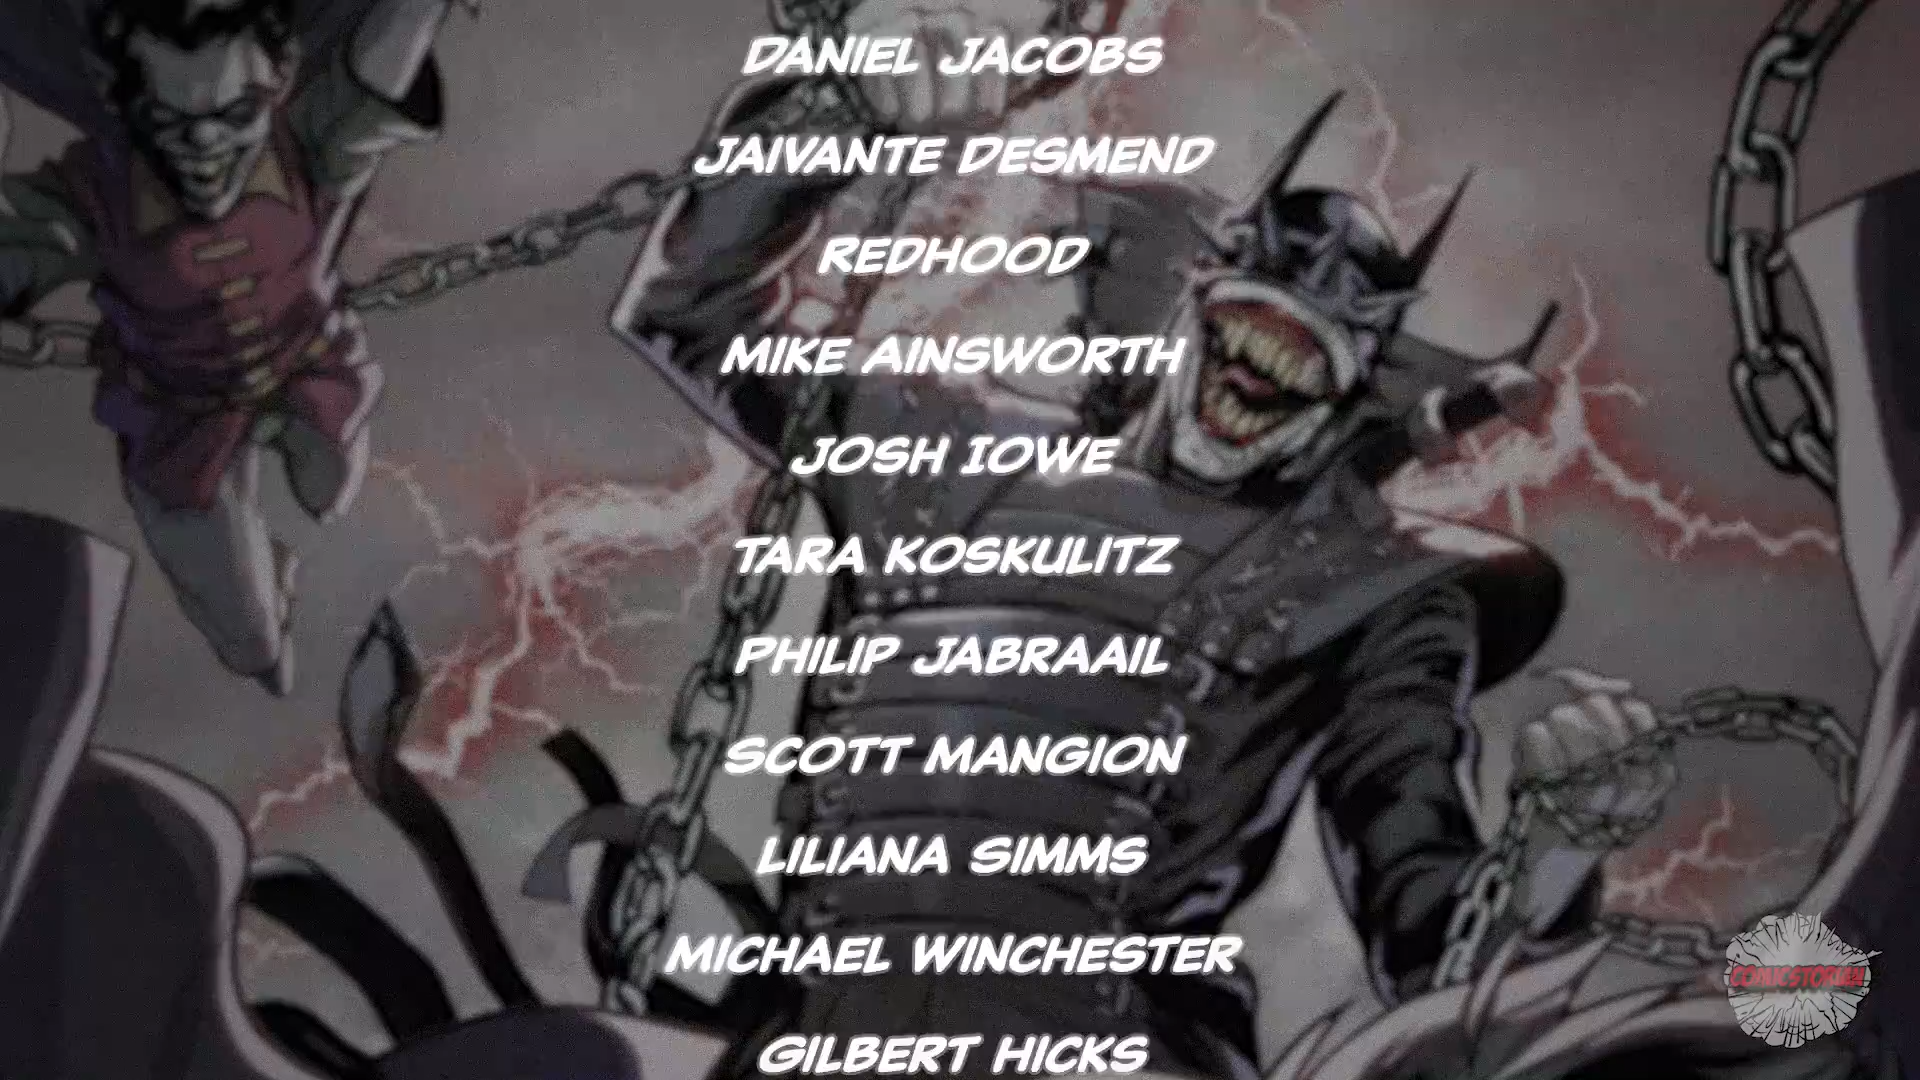 DANIEL JACOBS
JAIVANTE DESMEND
REDHOOD
MIKE AINSWORTH
JOSH IOWE
TARA KOSKULITZ
PHILIP JABRAAIL
SCOTT MANGION
LILIANA SIMMS
MICHAEL WINCHESTER
COMICSTORIAN
GILBERT HICKS